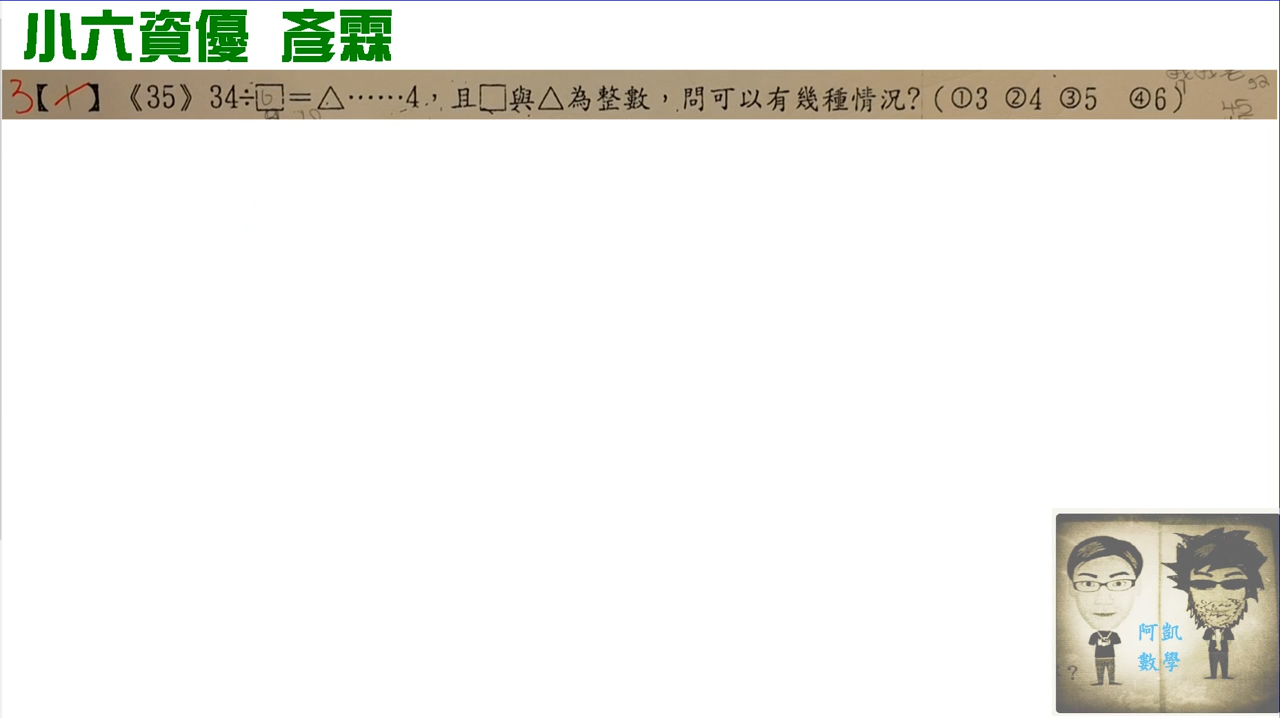 小六資優 彥霖
3【 】《35》34÷□=△……4,且□與△為整數,問可以有幾種情況?(①3 ②4 ③5 ④6)
45
阿凱
數學
?